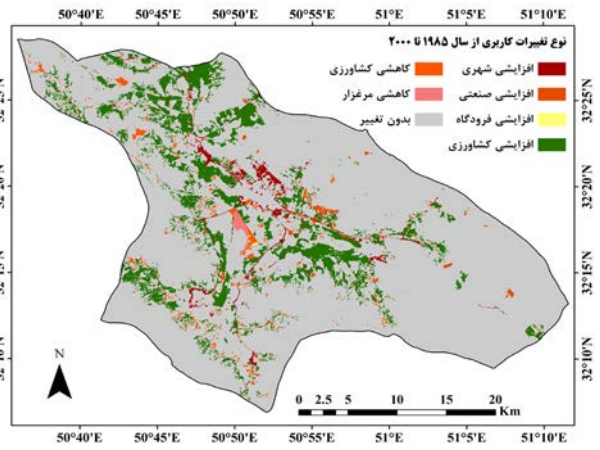 50°40'E 50°45'E 50°50'E 50°55'E 51°E 51°5'E 51°10'E
نوع تغییرات کاربری از سال ۱۹۸۵ تا ۲۰۰۰
افزایشی شهری
کاهشی کشاورزی
افزایشی صنعتی
کاهشی مرغزار
افزایشی فرودگاه
بدون تغییر
افزایشی کشاورزی
32°25'N
32°20'N
32°15'N
32°10'N
N
0 2.5 5 10 15 20
Km
50°40'E 50°45'E 50°50'E 50°55'E 51°E 51°5'E 51°10'E